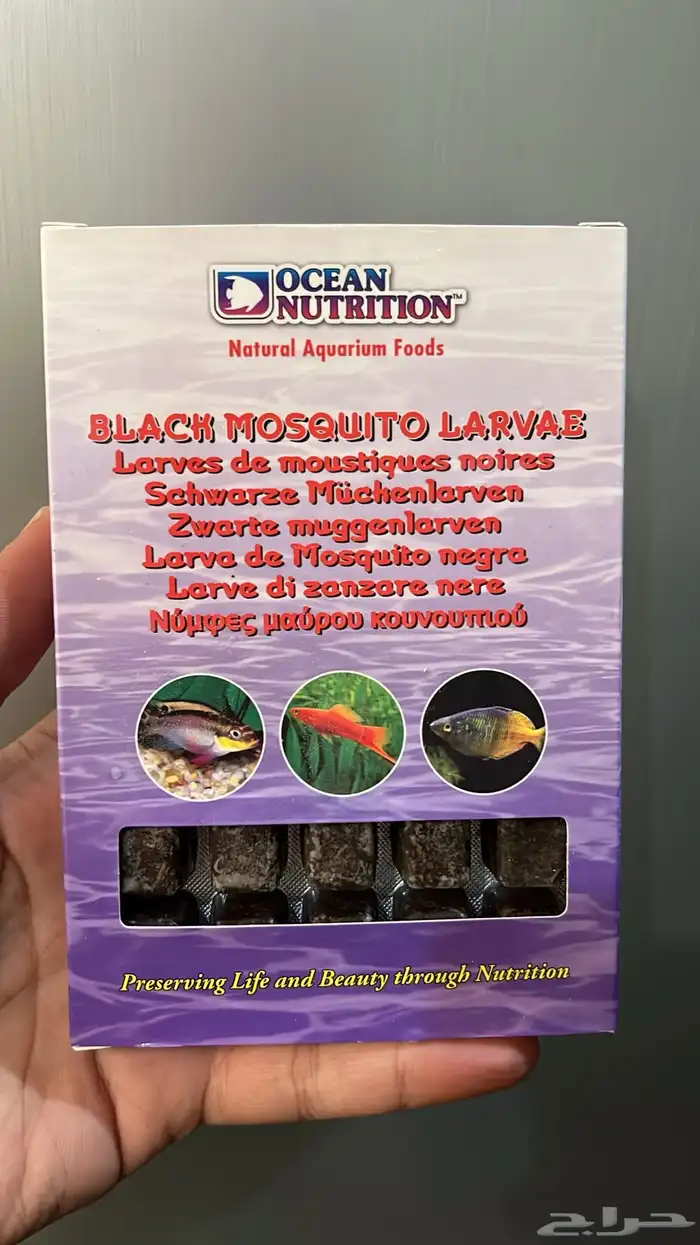 OCEAN
NUTRITION™
Natural Aquarium Foods
BLACK MOSQUITO LARVAE
Larves de moustiques noires
Schwarze Mückenlarven
Zwarte muggenlarven
Larva de Mosquito negra
Larve di zanzare nere
Νύμφες μαύρου κουνουπιού
Preserving Life and Beauty through Nutrition
حراج